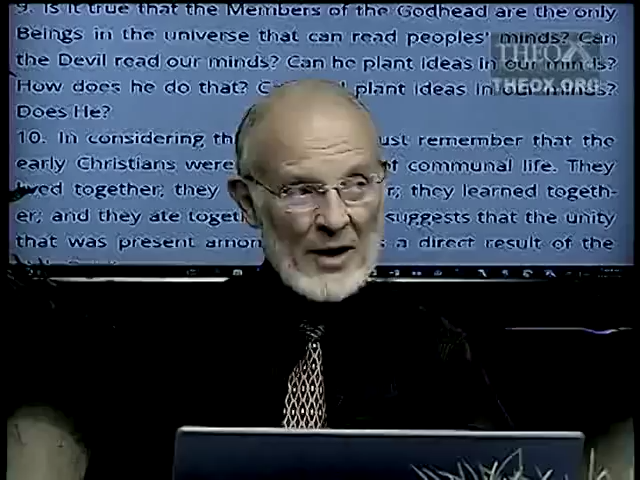 9. Is it true that the Members of the Godhead are the only
Beings in the universe that can read peoples' minds? Can
the Devil read our minds? Can he plant ideas in our minds?
How does he do that? plant ideas in our minds?
Does He?
10. In considering ust remember that the
early Christians were of communal life. They
lived together, they r; they learned togeth-
er; and they ate suggests that the unity
that was present a direct result of the
THEOX
THEOX.ORG